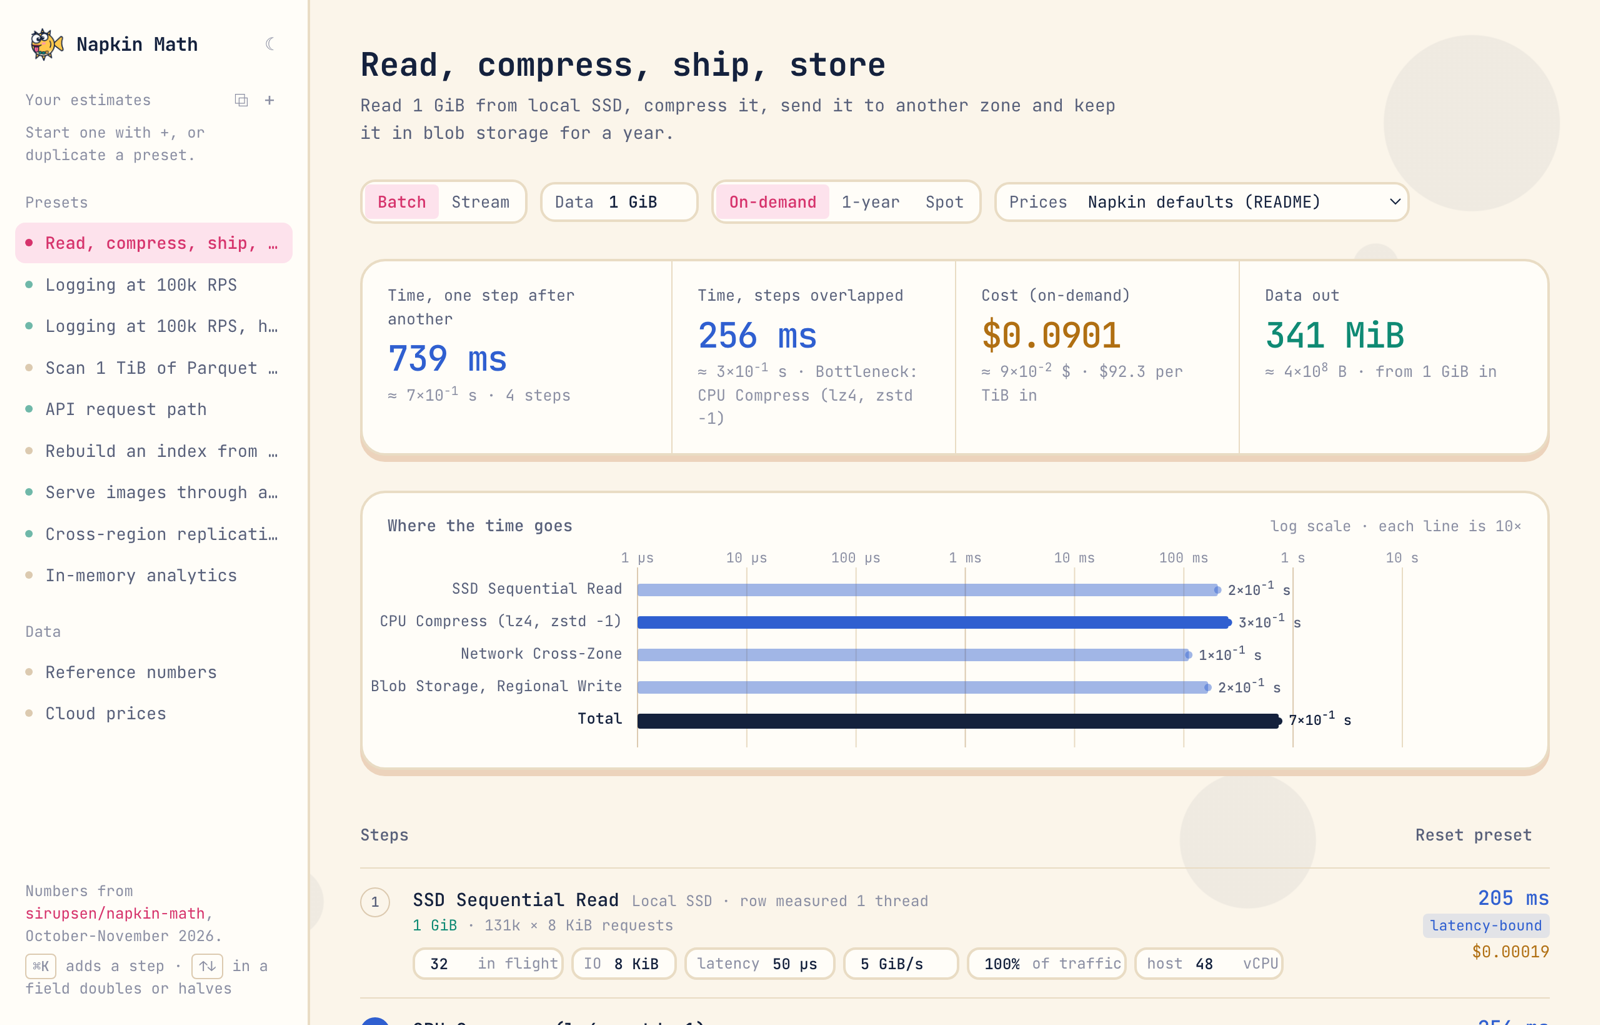 Napkin Math
Your estimates
Start one with +, or
duplicate a preset.
Presets
Read, compress, ship, …
Logging at 100k RPS
Logging at 100k RPS, h…
Scan 1 TiB of Parquet …
API request path
Rebuild an index from …
Serve images through a…
Cross-region replicati…
In-memory analytics
Data
Reference numbers
Cloud prices
Numbers from
sirupsen/napkin-math,
October-November 2026.
⌘K adds a step · ↑↓ in a
field doubles or halves
Read, compress, ship, store
Read 1 GiB from local SSD, compress it, send it to another zone and keep
it in blob storage for a year.
Batch Stream Data 1 GiB On-demand 1-year Spot Prices Napkin defaults (README)
Time, one step after
another
739 ms
≈ 7×10⁻¹ s · 4 steps
Time, steps overlapped
256 ms
≈ 3×10⁻¹ s · Bottleneck:
CPU Compress (lz4, zstd
-1)
Cost (on-demand)
$0.0901
≈ 9×10⁻² $ · $92.3 per
TiB in
Data out
341 MiB
≈ 4×10⁸ B · from 1 GiB in
Where the time goes
log scale · each line is 10×
1 µs 10 µs 100 µs 1 ms 10 ms 100 ms 1 s 10 s
SSD Sequential Read 2×10⁻¹ s
CPU Compress (lz4, zstd -1) 3×10⁻¹ s
Network Cross-Zone 1×10⁻¹ s
Blob Storage, Regional Write 2×10⁻¹ s
Total 7×10⁻¹ s
Steps
Reset preset
1 SSD Sequential Read Local SSD · row measured 1 thread
205 ms
1 GiB · 131k × 8 KiB requests
latency-bound
$0.00019
32 in flight IO 8 KiB latency 50 µs 5 GiB/s 100% of traffic host 48 vCPU